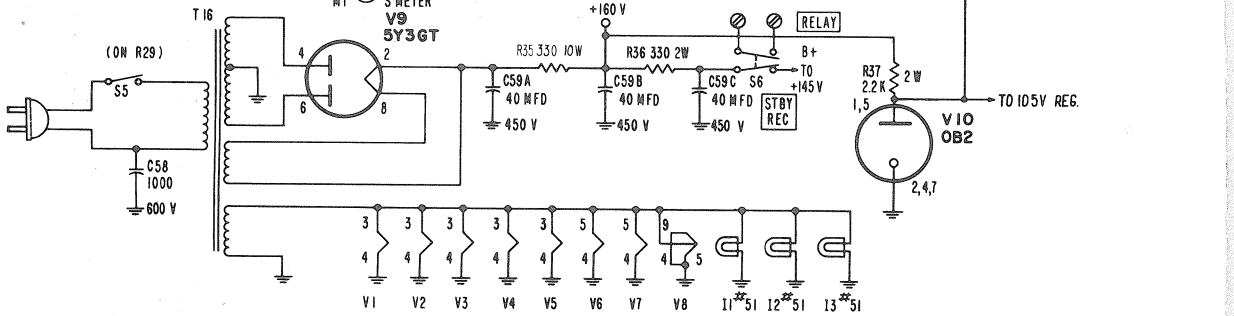 M1 S METER
V9
5Y3GT
T16
(ON R29)
S5
C58
1000
600 V
4
6
2
8
R35 330 10W
+160 V
R36 330 2W
C59A
40 MFD
450 V
C59B
40 MFD
450 V
C59C
40 MFD
450 V
RELAY
B+
TO
+145V
S6
STBY
REC
R37
2.2K
2 W
1,5
TO 105V REG.
V10
OB2
2,4,7
3 3 3 3 3 5 5 9
4 4 4 4 4 4 4 4 5
V1 V2 V3 V4 V5 V6 V7 V8 I1 #51 I2 #51 I3 #51